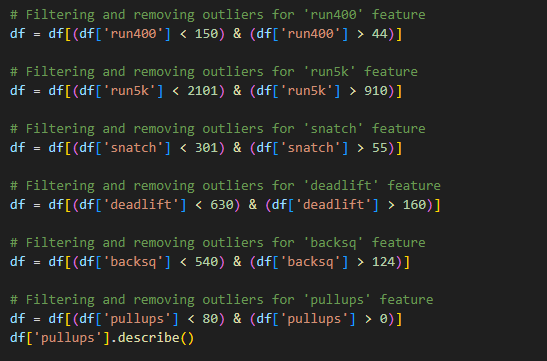 # Filtering and removing outliers for 'run400' feature
df = df[(df['run400'] < 150) & (df['run400'] > 44)]
# Filtering and removing outliers for 'run5k' feature
df = df[(df['run5k'] < 2101) & (df['run5k'] > 910)]
# Filtering and removing outliers for 'snatch' feature
df = df[(df['snatch'] < 301) & (df['snatch'] > 55)]
# Filtering and removing outliers for 'deadlift' feature
df = df[(df['deadlift'] < 630) & (df['deadlift'] > 160)]
# Filtering and removing outliers for 'backsq' feature
df = df[(df['backsq'] < 540) & (df['backsq'] > 124)]
# Filtering and removing outliers for 'pullups' feature
df = df[(df['pullups'] < 80) & (df['pullups'] > 0)]
df['pullups'].describe()